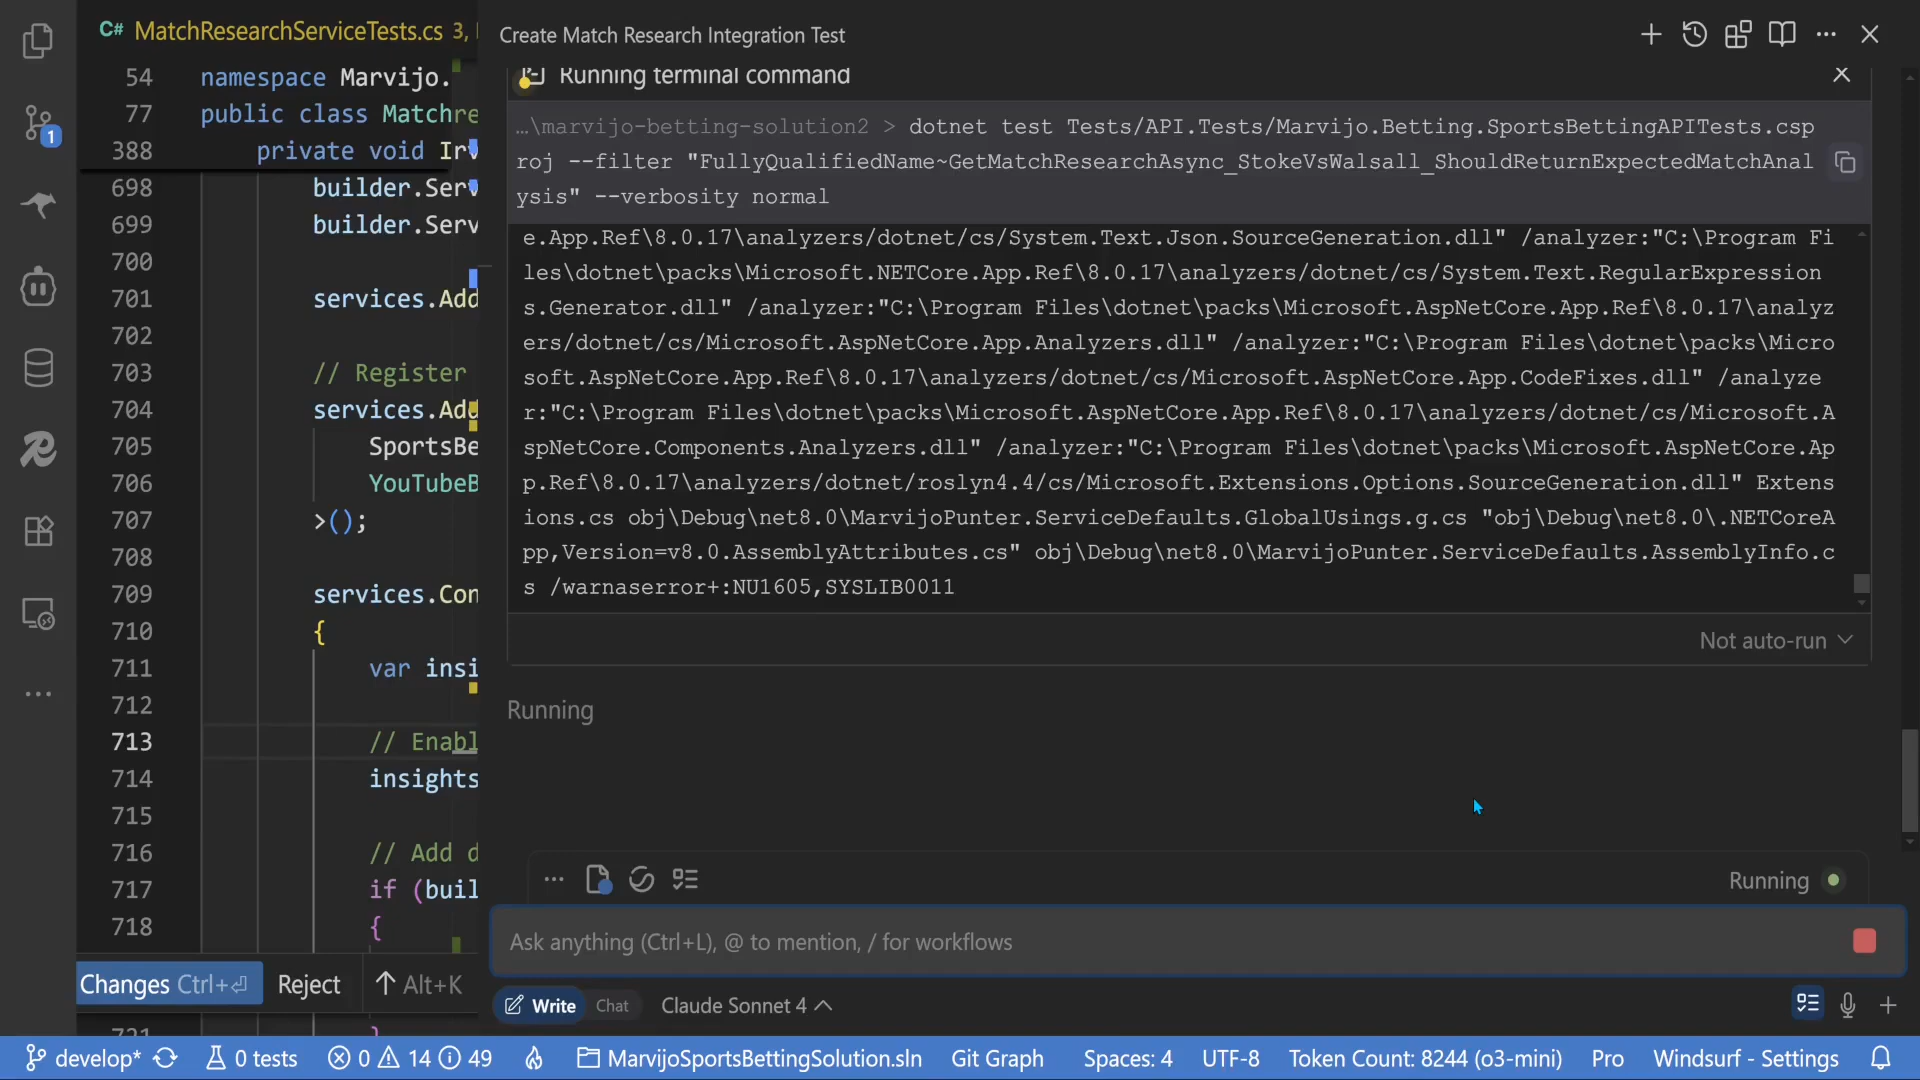 C# MatchResearchServiceTests.cs 3,
Create Match Research Integration Test
54 namespace Marvijo.
77 public class Matchre
388 private void Irv
698 builder.Serv
699 builder.Serv
700
701 services.Add
702
703 // Register
704 services.Add
705 SportsBe
706 YouTubeB
707 >();
708
709 services.Con
710 {
711 var insi
712
713 // Enabl
714 insights
715
716 // Add d
717 if (buil
718 {
721 }
Changes Ctrl+⏎ Reject ↑ Alt+K
1
Running terminal command
…\marvijo-betting-solution2 > dotnet test Tests/API.Tests/Marvijo.Betting.SportsBettingAPITests.csp
roj --filter "FullyQualifiedName~GetMatchResearchAsync_StokeVsWalsall_ShouldReturnExpectedMatchAnal
ysis" --verbosity normal
e.App.Ref\8.0.17\analyzers/dotnet/cs/System.Text.Json.SourceGeneration.dll" /analyzer:"C:\Program Fi
les\dotnet\packs\Microsoft.NETCore.App.Ref\8.0.17\analyzers/dotnet/cs/System.Text.RegularExpression
s.Generator.dll" /analyzer:"C:\Program Files\dotnet\packs\Microsoft.AspNetCore.App.Ref\8.0.17\analyz
ers/dotnet/cs/Microsoft.AspNetCore.App.Analyzers.dll" /analyzer:"C:\Program Files\dotnet\packs\Micro
soft.AspNetCore.App.Ref\8.0.17\analyzers/dotnet/cs/Microsoft.AspNetCore.App.CodeFixes.dll" /analyze
r:"C:\Program Files\dotnet\packs\Microsoft.AspNetCore.App.Ref\8.0.17\analyzers/dotnet/cs/Microsoft.A
spNetCore.Components.Analyzers.dll" /analyzer:"C:\Program Files\dotnet\packs\Microsoft.AspNetCore.Ap
p.Ref\8.0.17\analyzers/dotnet/roslyn4.4/cs/Microsoft.Extensions.Options.SourceGeneration.dll" Extens
ions.cs obj\Debug\net8.0\MarvijoPunter.ServiceDefaults.GlobalUsings.g.cs "obj\Debug\net8.0\.NETCoreA
pp,Version=v8.0.AssemblyAttributes.cs" obj\Debug\net8.0\MarvijoPunter.ServiceDefaults.AssemblyInfo.c
s /warnaserror+:NU1605,SYSLIB0011
Not auto-run
Running
Running
Ask anything (Ctrl+L), @ to mention, / for workflows
Write Chat Claude Sonnet 4
develop* 0 tests 0 14 49 MarvijoSportsBettingSolution.sln Git Graph Spaces: 4 UTF-8 Token Count: 8244 (o3-mini) Pro Windsurf - Settings